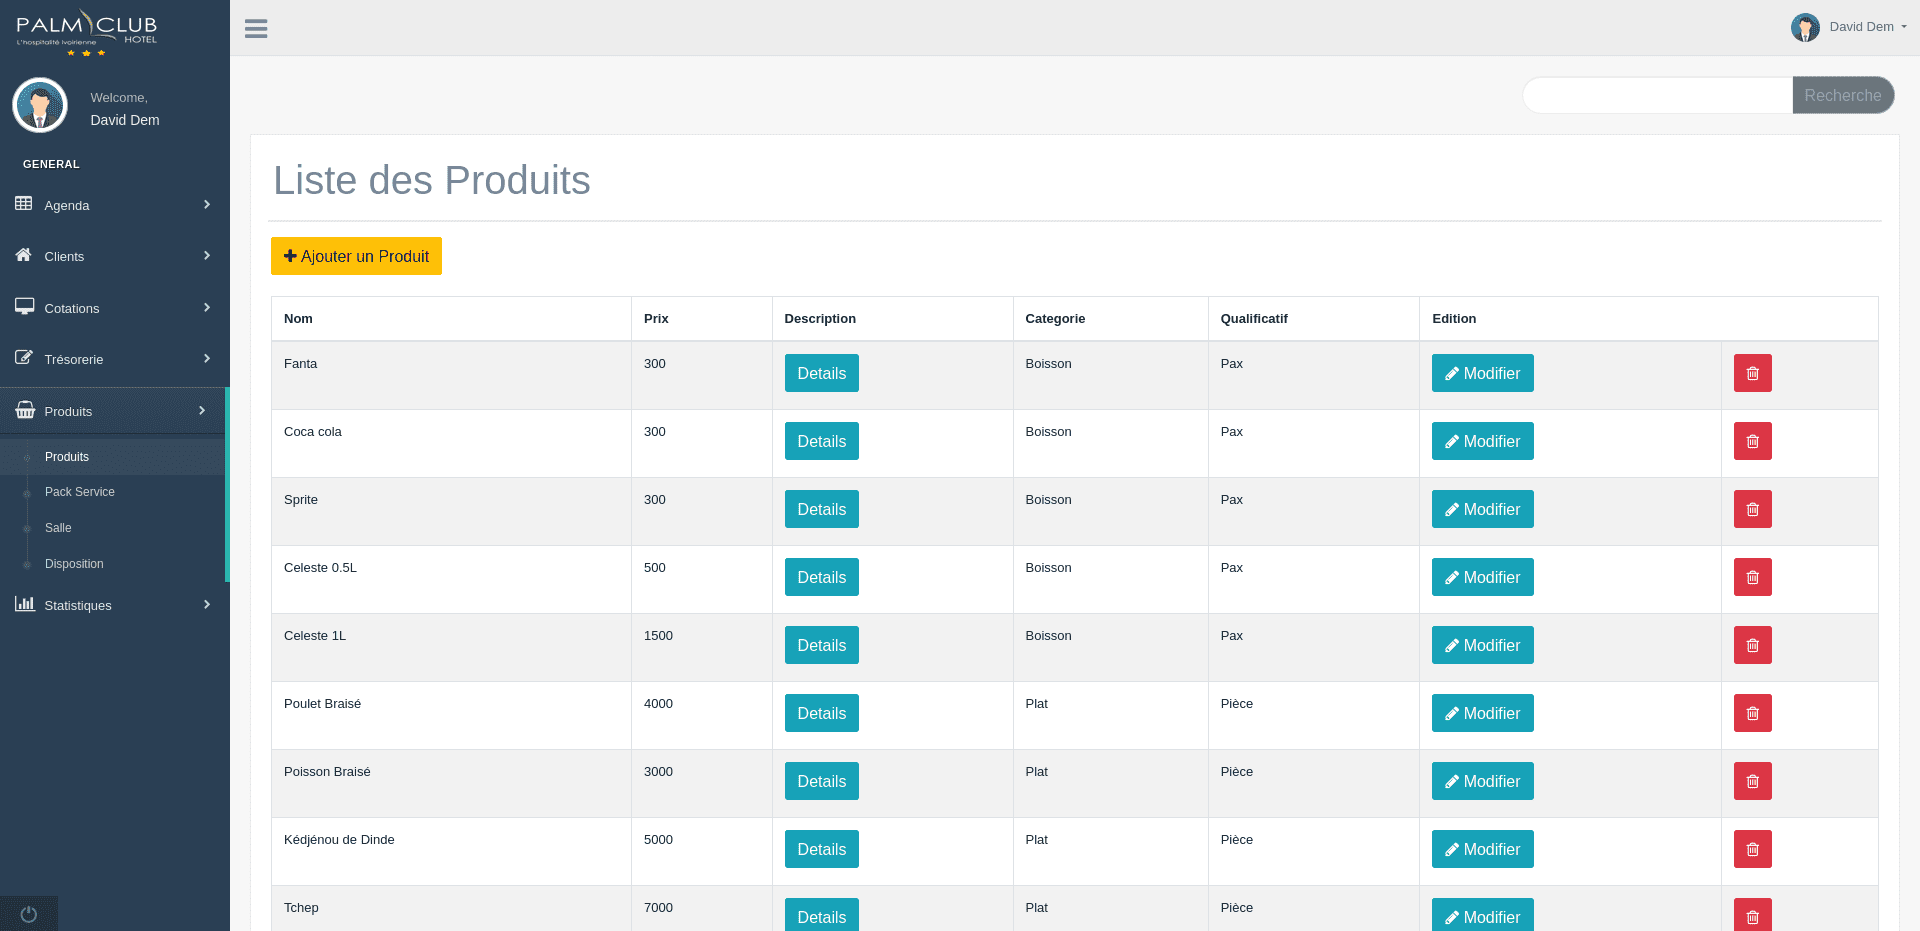 PALM CLUB
L'hospitalité ivoirienne HOTEL
David Dem
Welcome,
David Dem
Recherche
GENERAL
Agenda
Clients
Cotations
Trésorerie
Produits
Produits
Pack Service
Salle
Disposition
Statistiques
Liste des Produits
Ajouter un Produit
Nom Prix Description Categorie Qualificatif Edition
Fanta 300 Details Boisson Pax Modifier
Coca cola 300 Details Boisson Pax Modifier
Sprite 300 Details Boisson Pax Modifier
Celeste 0.5L 500 Details Boisson Pax Modifier
Celeste 1L 1500 Details Boisson Pax Modifier
Poulet Braisé 4000 Details Plat Pièce Modifier
Poisson Braisé 3000 Details Plat Pièce Modifier
Kédjénou de Dinde 5000 Details Plat Pièce Modifier
Tchep 7000 Details Plat Pièce Modifier